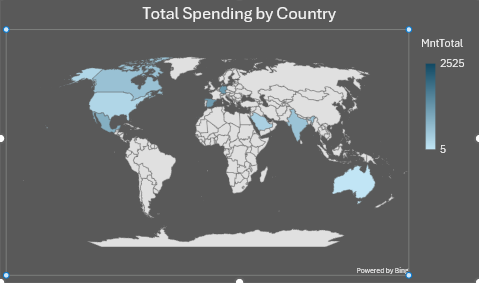 Total Spending by Country
MntTotal
2525
5
Powered by Bing